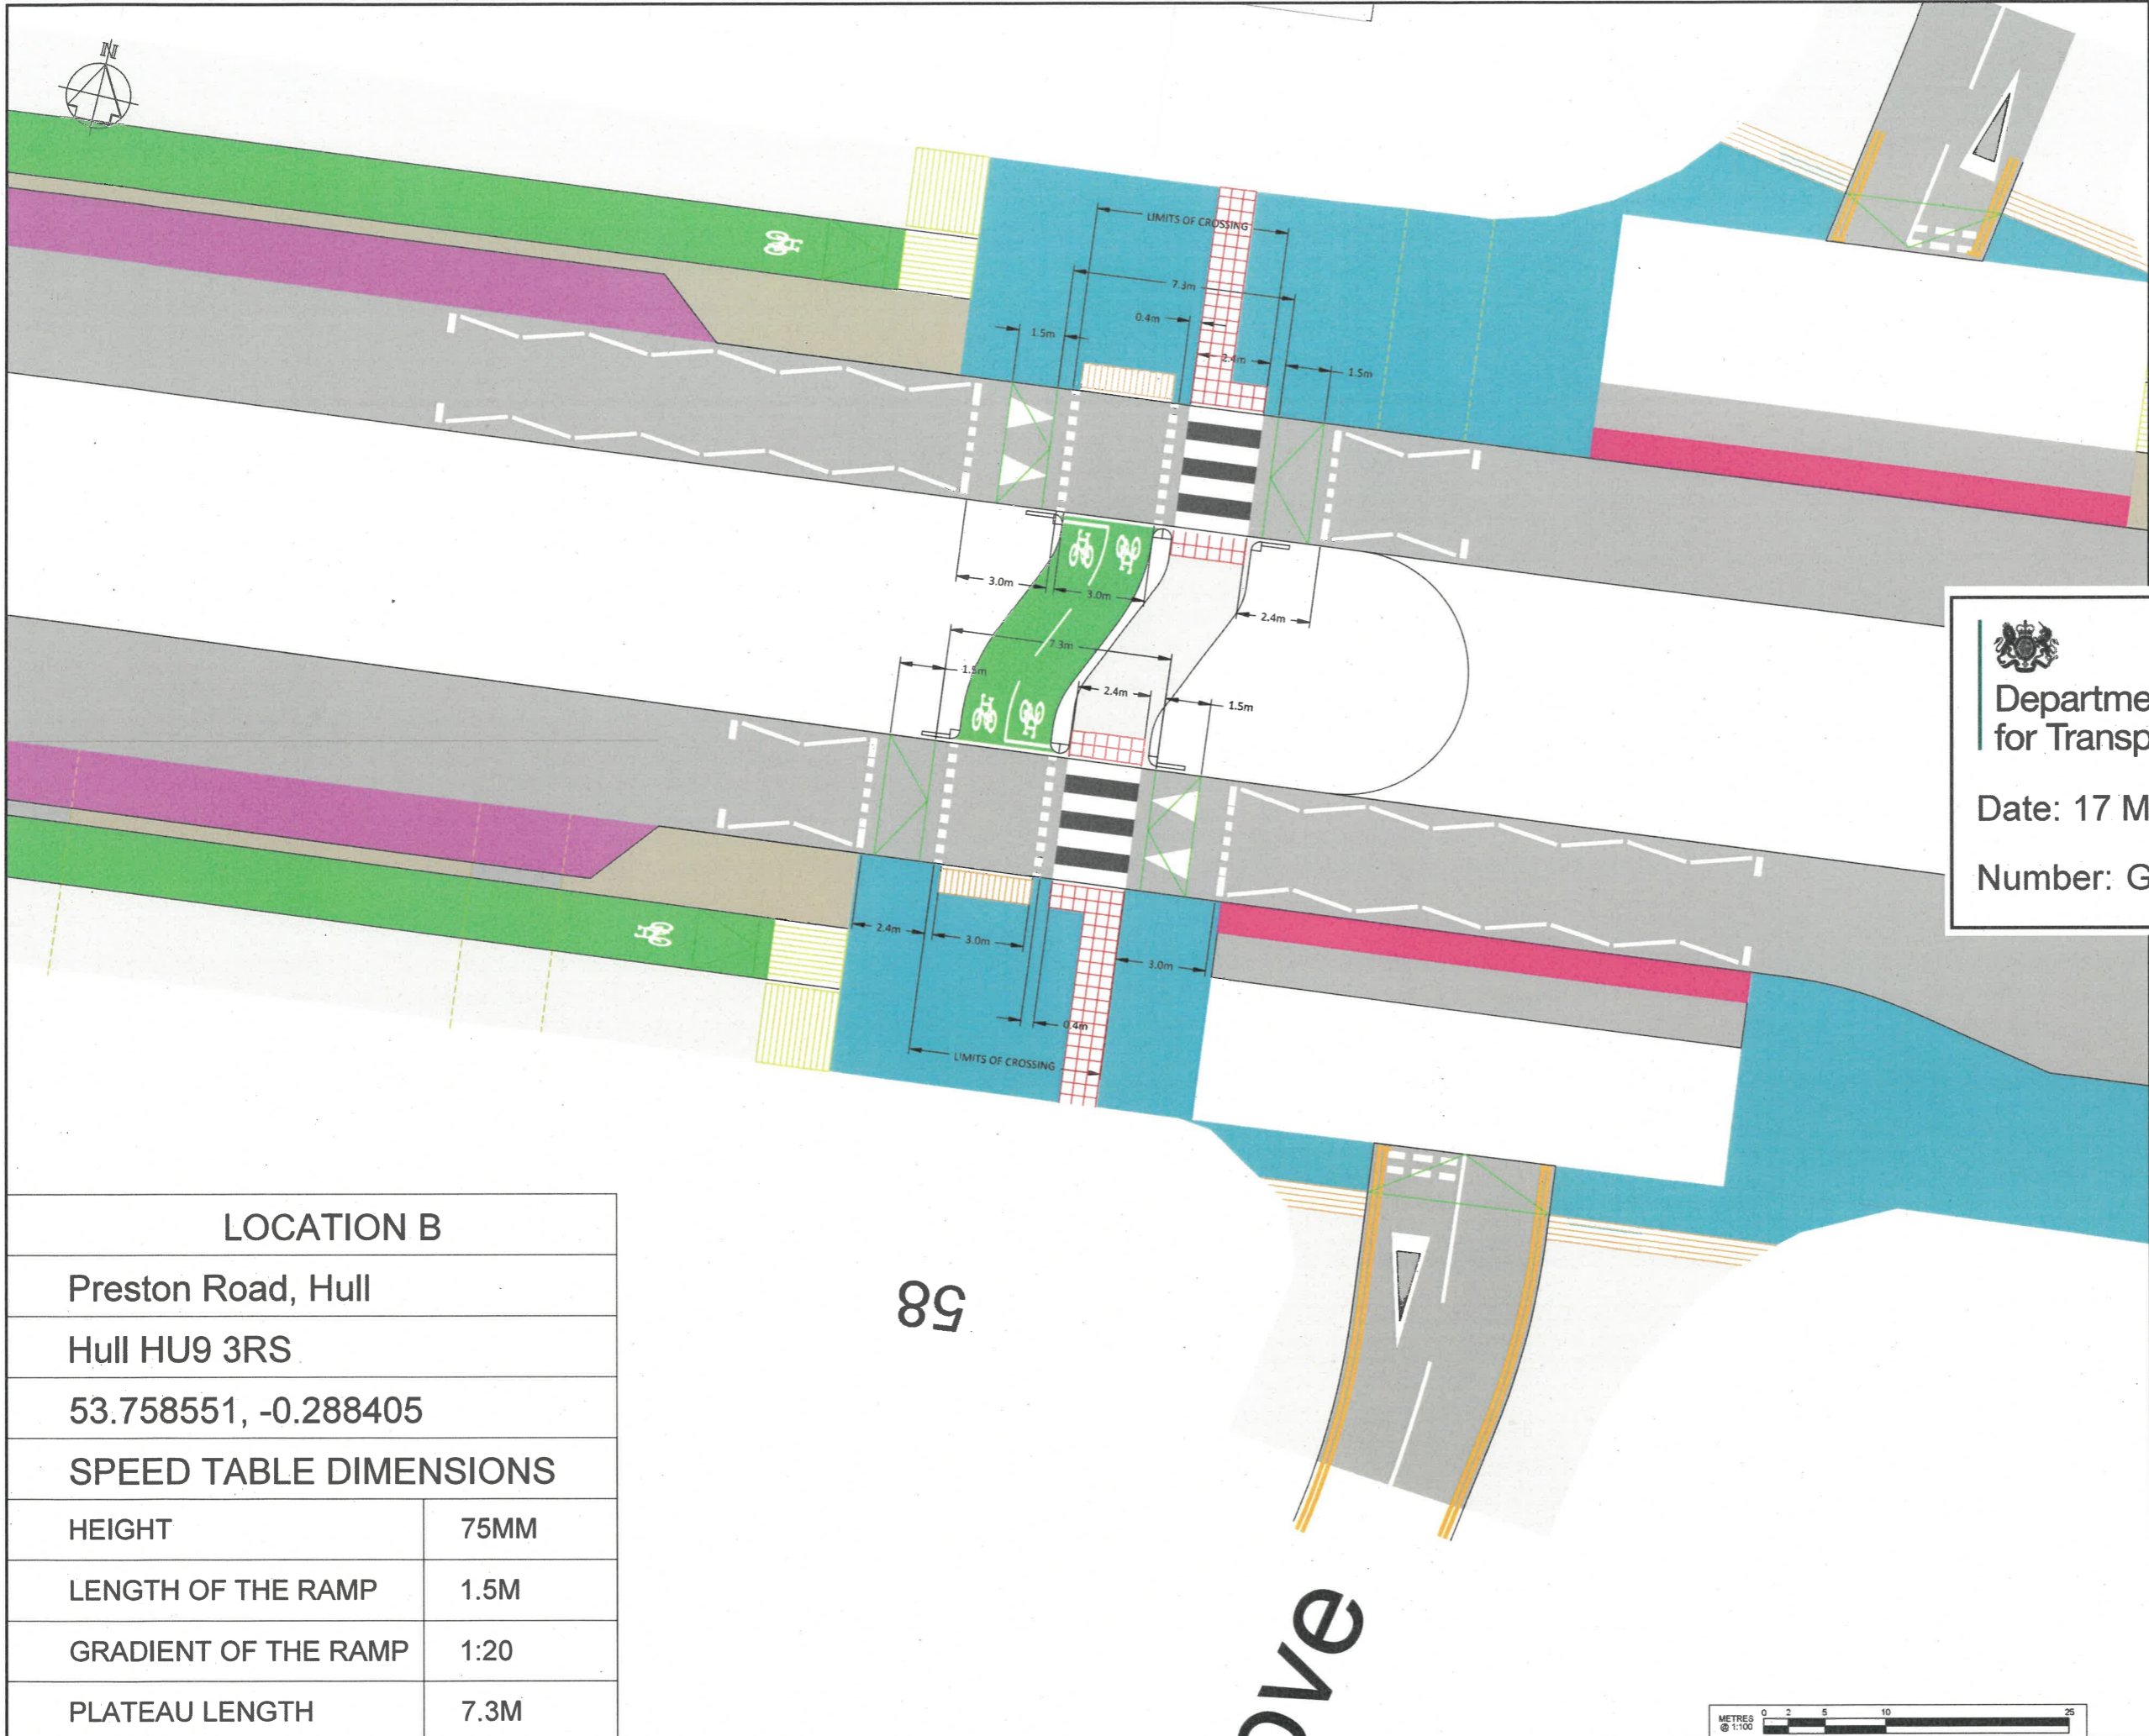 N
LIMITS OF CROSSING
7.3m
0.4m
1.5m
2.4m
1.5m
3.0m
3.0m
2.4m
7.3m
1.5m
2.4m
1.5m
2.4m
3.0m
3.0m
0.4m
LIMITS OF CROSSING
Departme
for Transp
Date: 17 M
Number: G
LOCATION B
Preston Road, Hull
Hull HU9 3RS
53.758551, -0.288405
SPEED TABLE DIMENSIONS
HEIGHT 75MM
LENGTH OF THE RAMP 1.5M
GRADIENT OF THE RAMP 1:20
PLATEAU LENGTH 7.3M
58
ove
METRES 0 2 5 10 25
@ 1:100